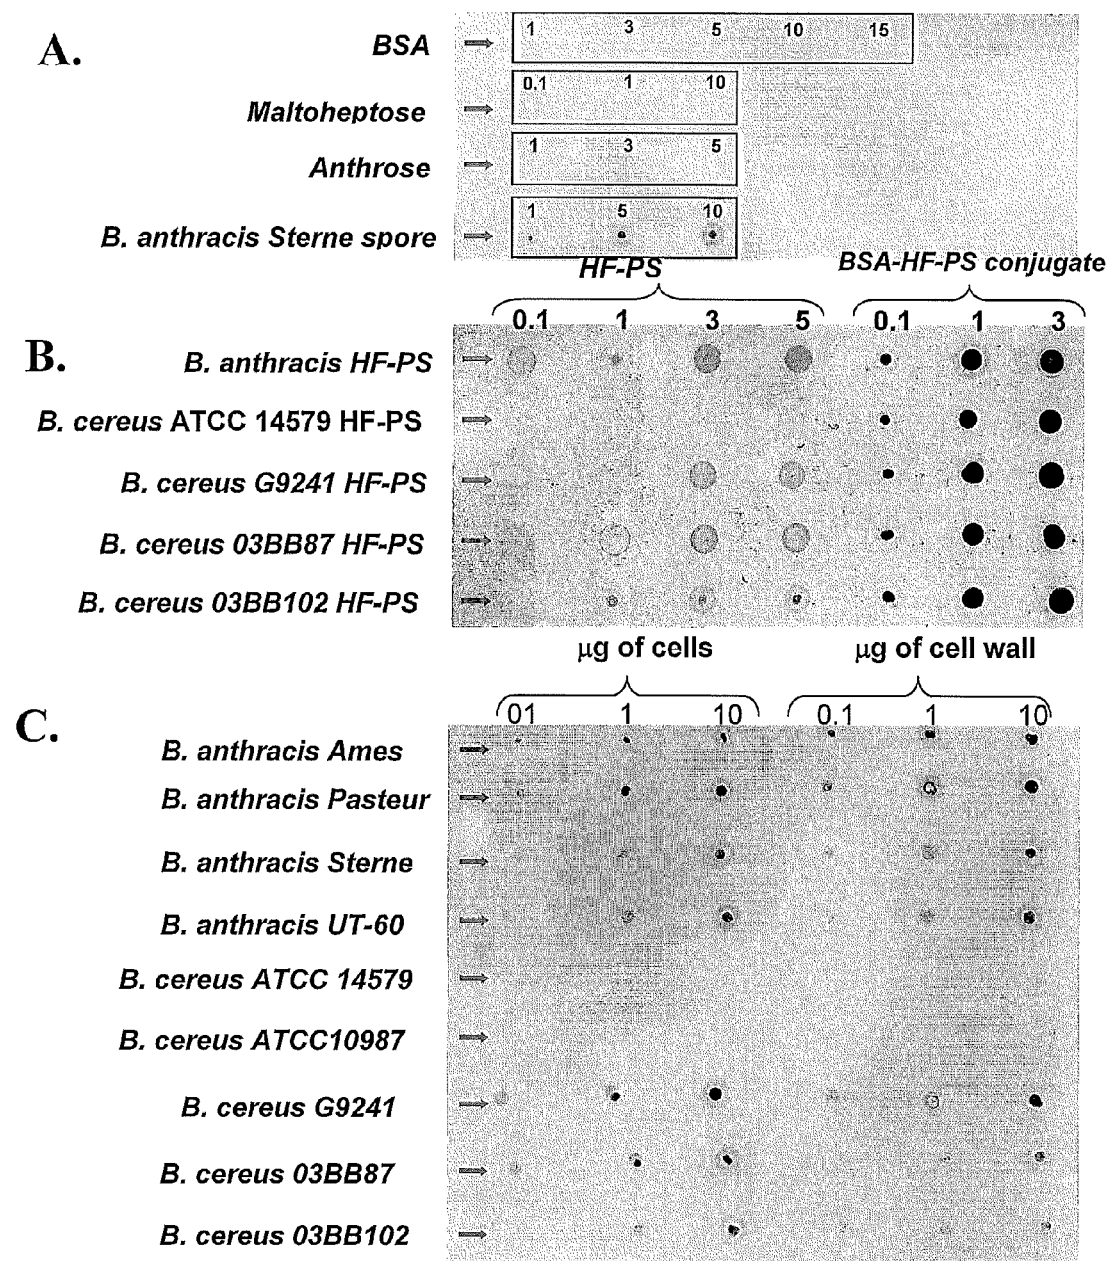 A.
BSA
1 3 5 10 15
Maltoheptose
0.1 1 10
Anthrose
1 3 5
B. anthracis Sterne spore
1 5 10
HF-PS
BSA-HF-PS conjugate
0.1 1 3 5 0.1 1 3
B.
B. anthracis HF-PS
B. cereus ATCC 14579 HF-PS
B. cereus G9241 HF-PS
B. cereus 03BB87 HF-PS
B. cereus 03BB102 HF-PS
μg of cells μg of cell wall
C.
01 1 10 0.1 1 10
B. anthracis Ames
B. anthracis Pasteur
B. anthracis Sterne
B. anthracis UT-60
B. cereus ATCC 14579
B. cereus ATCC10987
B. cereus G9241
B. cereus 03BB87
B. cereus 03BB102